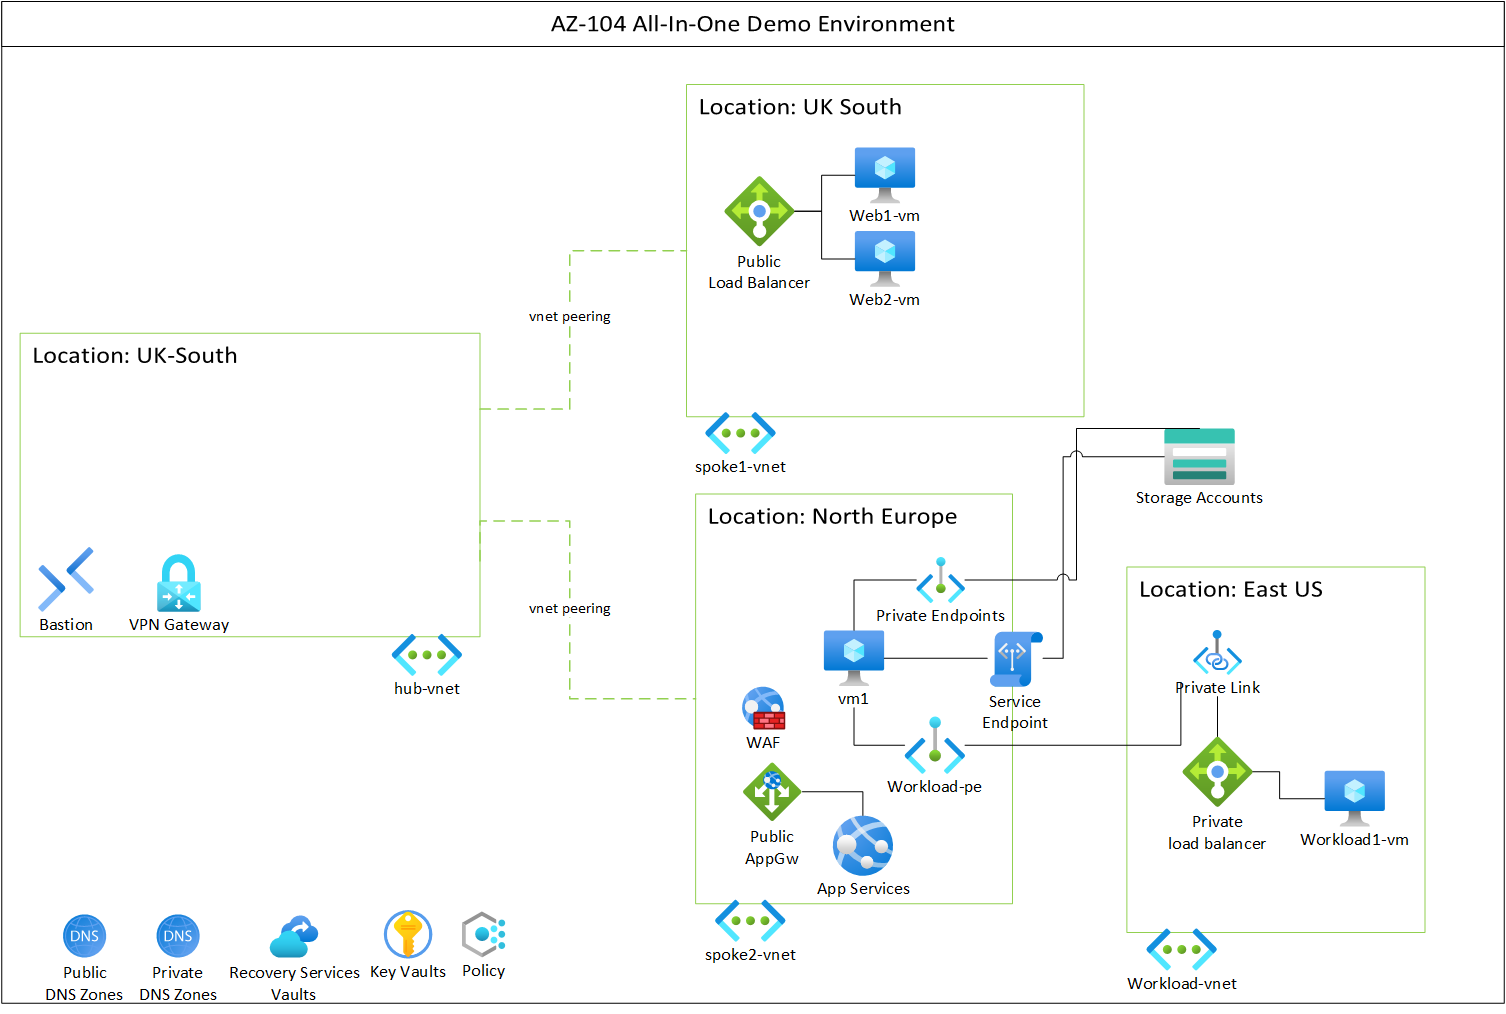 AZ-104 All-In-One Demo Environment
Location: UK South
Web1-vm
Public
Load Balancer
Web2-vm
vnet peering
Location: UK-South
spoke1-vnet
Storage Accounts
Location: North Europe
Private Endpoints
Location: East US
Bastion
VPN Gateway
vnet peering
hub-vnet
vm1
Service
Endpoint
Private Link
WAF
Workload-pe
Public
AppGw
Private
load balancer
Workload1-vm
App Services
spoke2-vnet
Workload-vnet
DNS
Public
DNS Zones
DNS
Private
DNS Zones
Recovery Services
Vaults
Key Vaults
Policy